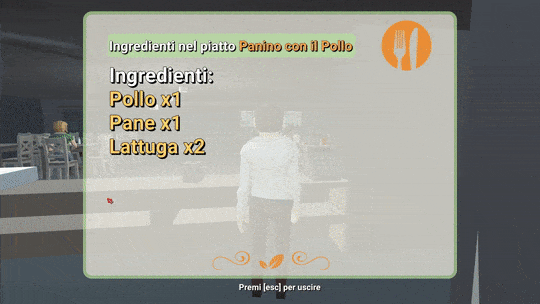 Ingredienti nel piatto Panino con il Pollo
Ingredienti:
Pollo x1
Pane x1
Lattuga x2
Premi [esc] per uscire